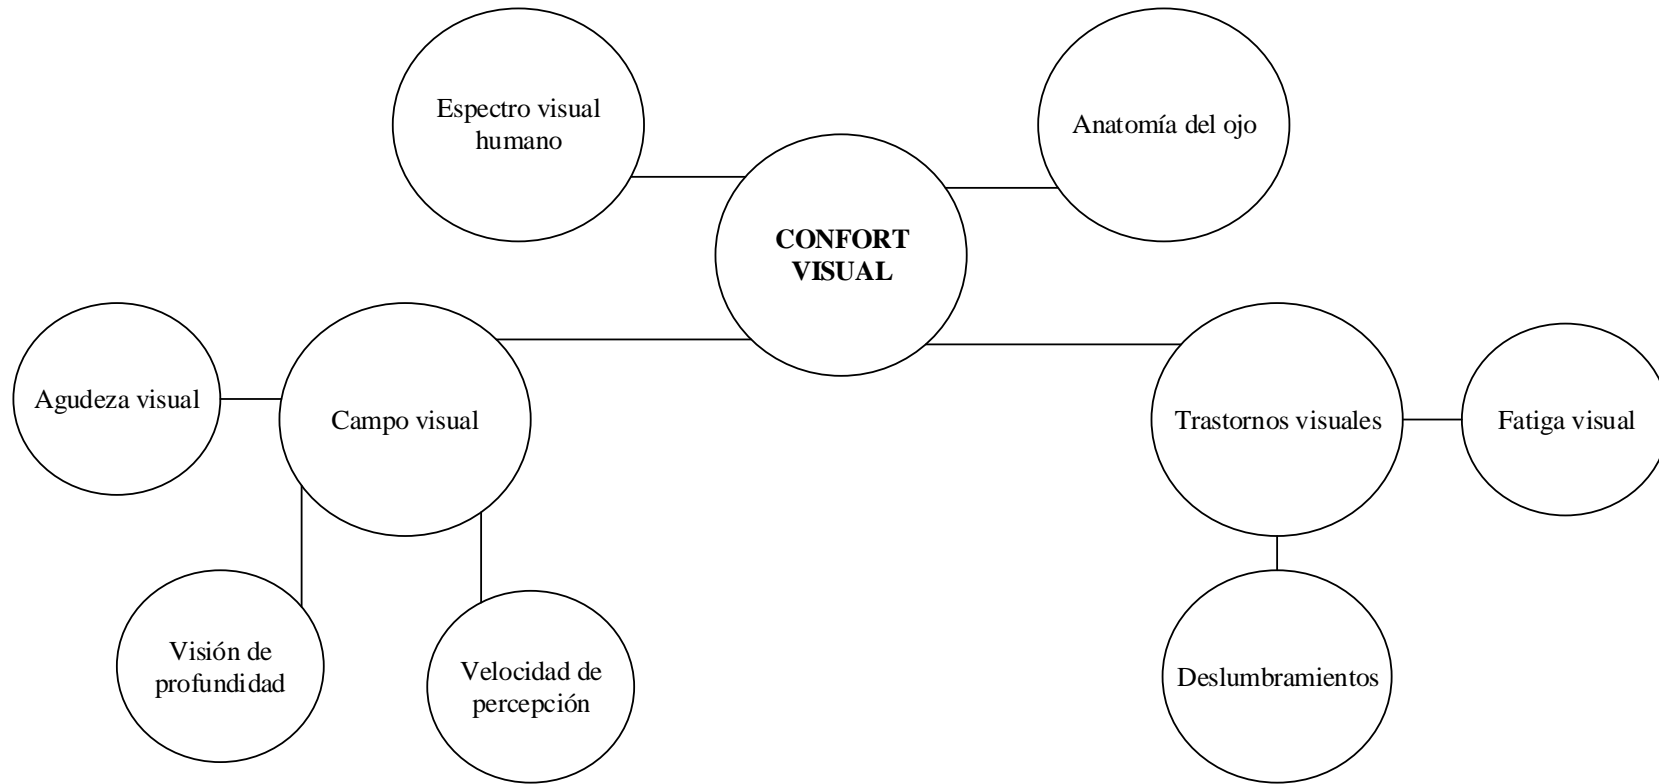 Espectro visual
humano
Anatomía del ojo
CONFORT
VISUAL
Agudeza visual
Campo visual
Trastornos visuales
Fatiga visual
Visión de
profundidad
Velocidad de
percepción
Deslumbramientos